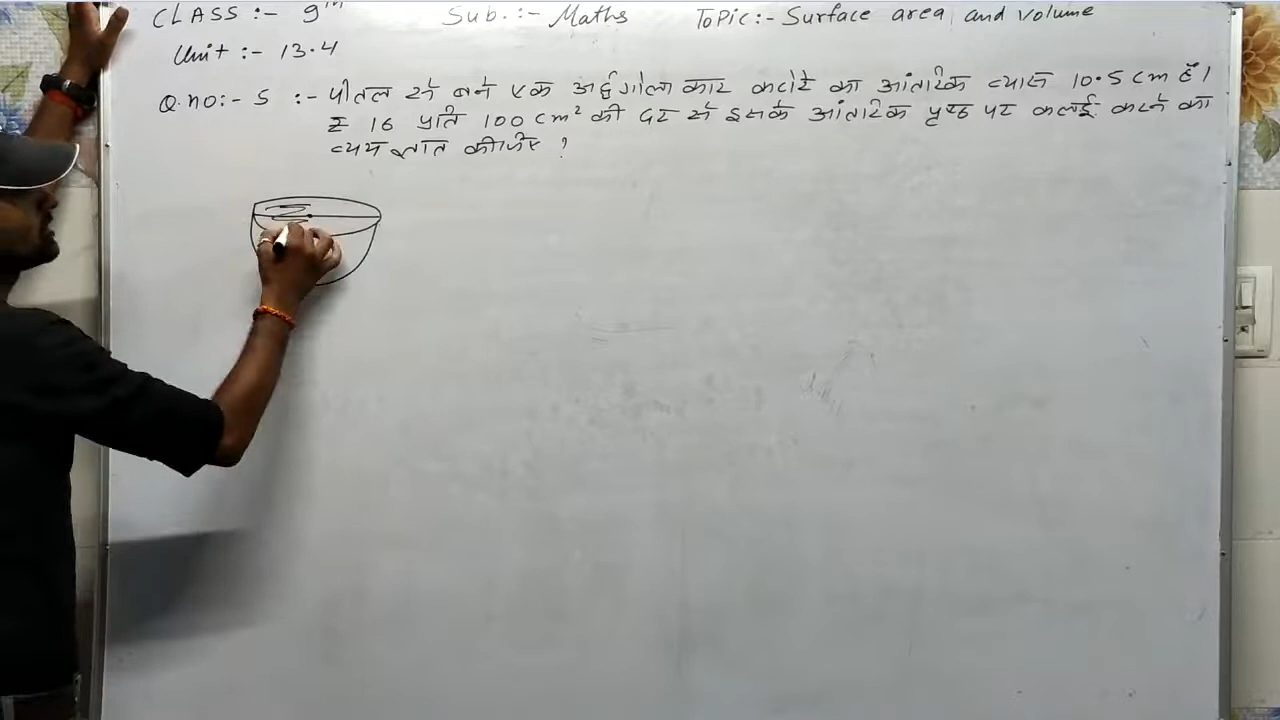 CLASS :- 9th Sub. :- Maths Topic:- Surface area and volume
Unit :- 13.4
Q.no:- 5 :- पीतल से बने एक अर्द्धगोलाकार कटोरे का आंतरिक व्यास 10.5 cm है।
₹ 16 प्रति 100 cm² की दर से इसके आंतरिक पृष्ठ पर कलई करने का
व्यय ज्ञात कीजिए ?